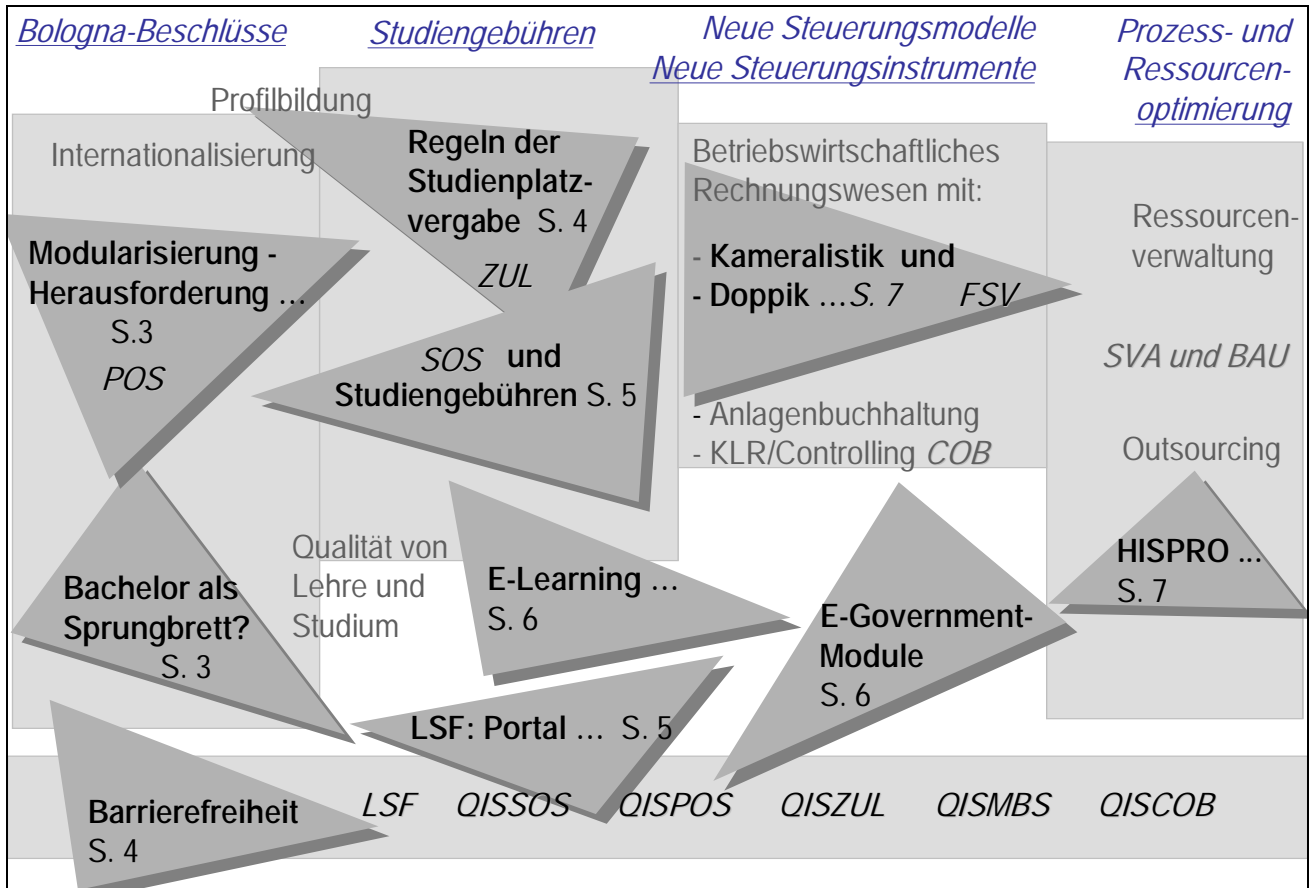 Bologna-Beschlüsse
Studiengebühren
Neue Steuerungsmodelle
Neue Steuerungsinstrumente
Prozess- und
Ressourcen-
optimierung
Profilbildung
Internationalisierung
Regeln der
Studienplatz-
vergabe S. 4
ZUL
Modularisierung -
Herausforderung ...
S.3
POS
SOS und
Studiengebühren S. 5
Betriebswirtschaftliches
Rechnungswesen mit:
- Kameralistik und
- Doppik ...S. 7 FSV
- Anlagenbuchhaltung
- KLR/Controlling COB
Ressourcen-
verwaltung
SVA und BAU
Outsourcing
HISPRO ...
S. 7
Bachelor als
Sprungbrett?
S. 3
Qualität von
Lehre und
Studium
E-Learning ...
S. 6
E-Government-
Module
S. 6
LSF: Portal ... S. 5
Barrierefreiheit
S. 4
LSF QISSOS QISPOS QISZUL QISMBS QISCOB